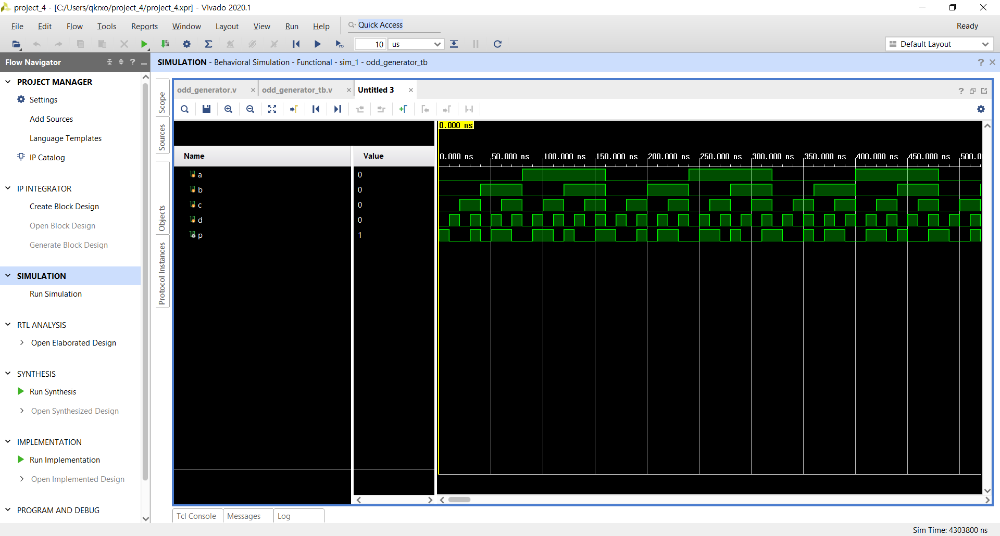 project_4 - [C:/Users/qkrxo/project_4/project_4.xpr] - Vivado 2020.1
File Edit Flow Tools Reports Window Layout View Run Help Quick Access Ready
10 us Default Layout
Flow Navigator
SIMULATION - Behavioral Simulation - Functional - sim_1 - odd_generator_tb
PROJECT MANAGER
Settings
Add Sources
Language Templates
IP Catalog
IP INTEGRATOR
Create Block Design
Open Block Design
Generate Block Design
SIMULATION
Run Simulation
RTL ANALYSIS
Open Elaborated Design
SYNTHESIS
Run Synthesis
Open Synthesized Design
IMPLEMENTATION
Run Implementation
Open Implemented Design
PROGRAM AND DEBUG
Scope
Sources
Objects
Protocol Instances
odd_generator.v odd_generator_tb.v Untitled 3
0.000 ns
Name Value
0.000 ns 50.000 ns 100.000 ns 150.000 ns 200.000 ns 250.000 ns 300.000 ns 350.000 ns 400.000 ns 450.000 ns 500.0
a 0
b 0
c 0
d 0
p 1
Tcl Console Messages Log
Sim Time: 4303800 ns